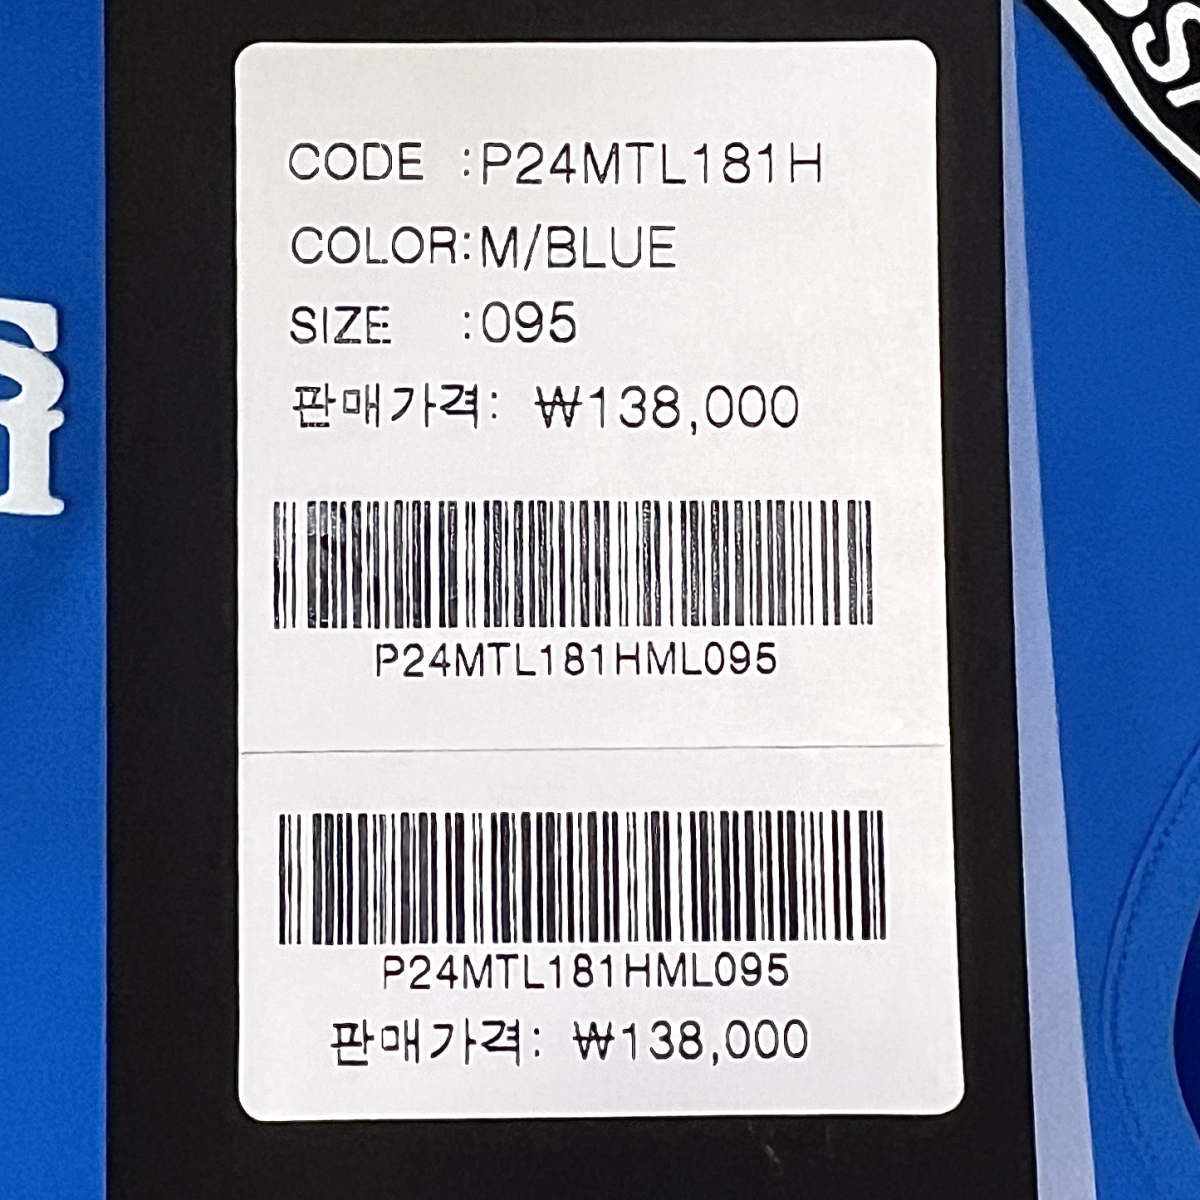 CODE :P24MTL181H
COLOR:M/BLUE
SIZE :095
판매가격: ₩138,000
P24MTL181HML095
P24MTL181HML095
판매가격: ₩138,000